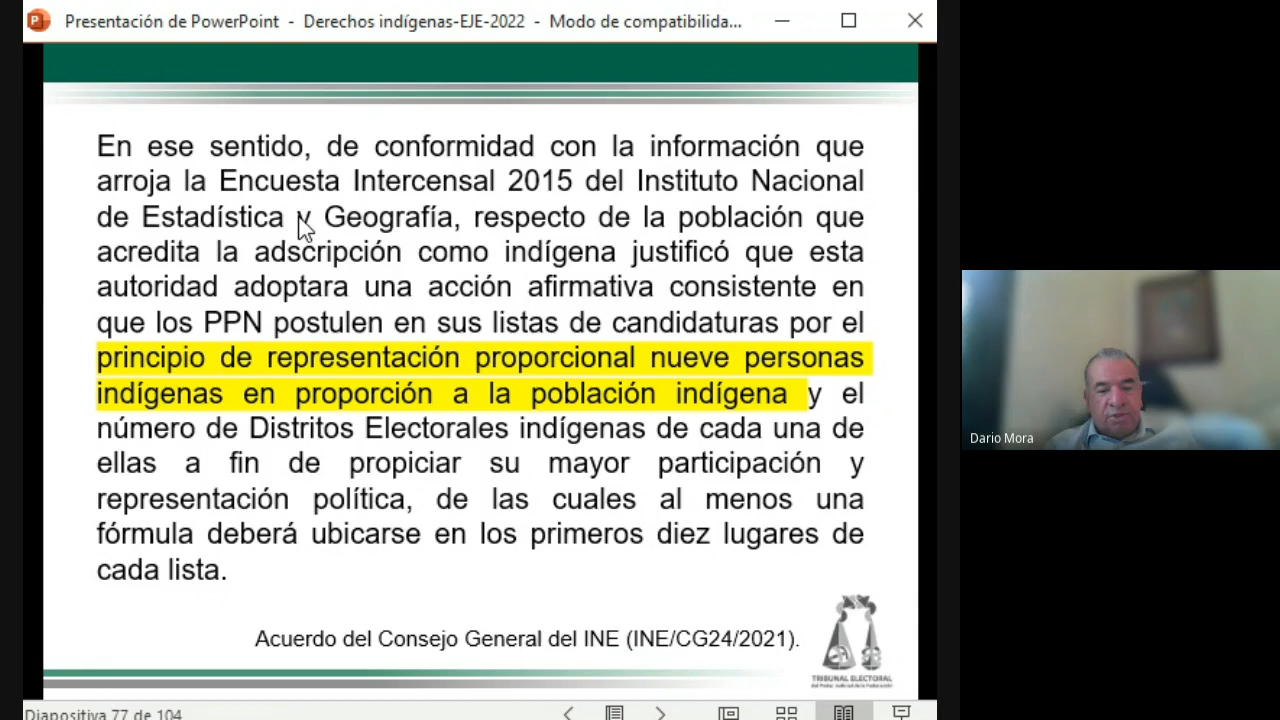 Presentación de PowerPoint - Derechos indígenas-EJE-2022 - Modo de compatibilida...
En ese sentido, de conformidad con la información que
arroja la Encuesta Intercensal 2015 del Instituto Nacional
de Estadística y Geografía, respecto de la población que
acredita la adscripción como indígena justificó que esta
autoridad adoptara una acción afirmativa consistente en
que los PPN postulen en sus listas de candidaturas por el
principio de representación proporcional nueve personas
indígenas en proporción a la población indígena y el
número de Distritos Electorales indígenas de cada una de
ellas a fin de propiciar su mayor participación y
representación política, de las cuales al menos una
fórmula deberá ubicarse en los primeros diez lugares de
cada lista.
Acuerdo del Consejo General del INE (INE/CG24/2021).
TRIBUNAL ELECTORAL
del Poder Judicial de la Federación
Diapositiva 77 de 104
Dario Mora